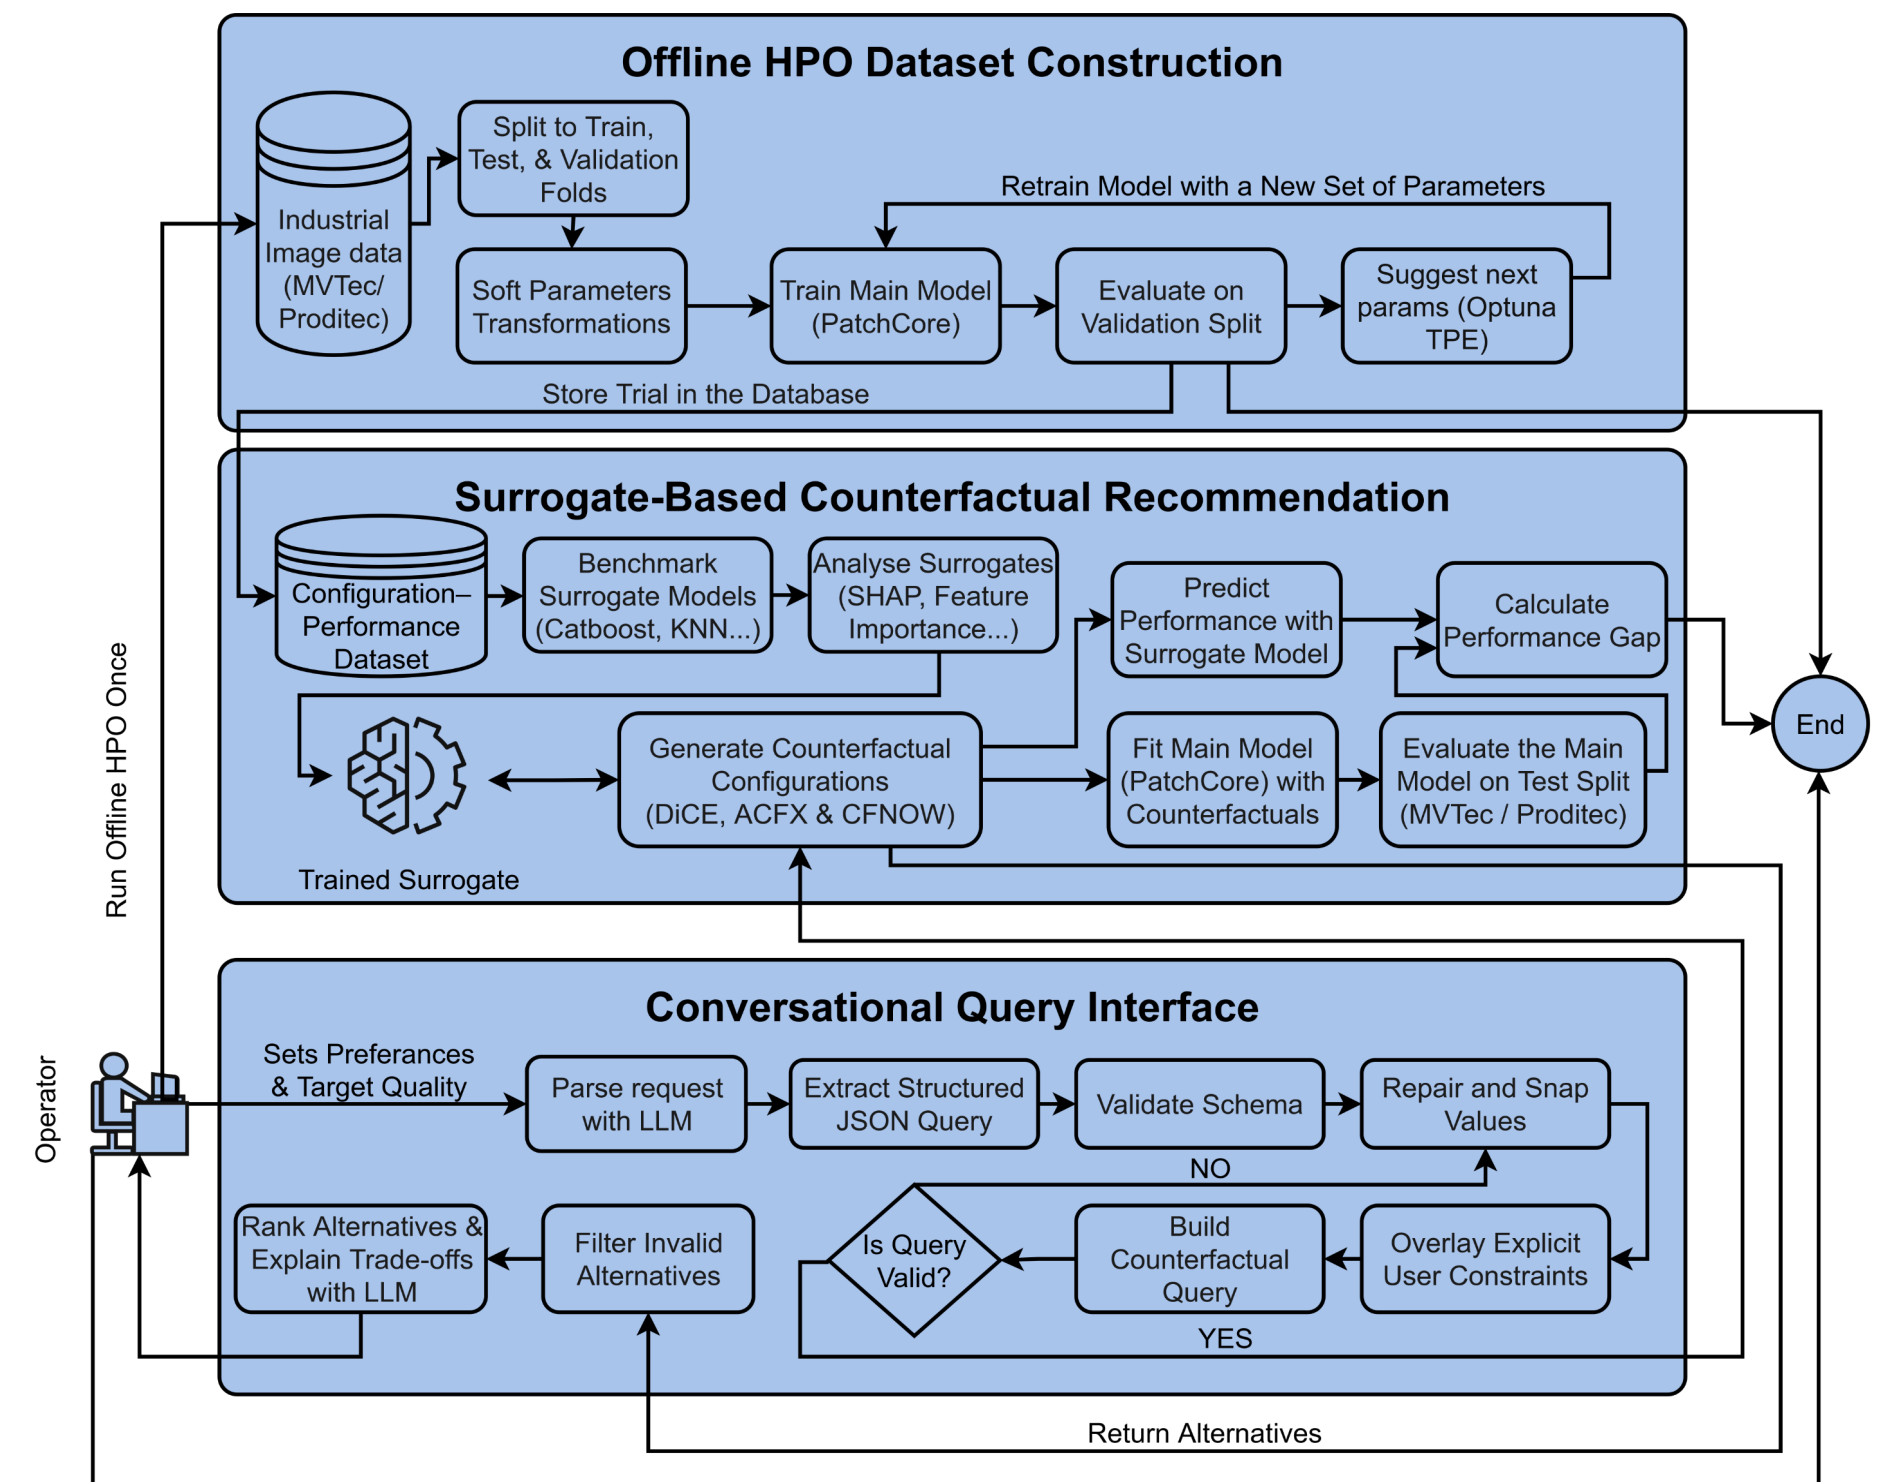 Offline HPO Dataset Construction
Industrial
Image data
(MVTec/
Proditec)
Split to Train,
Test, & Validation
Folds
Soft Parameters
Transformations
Train Main Model
(PatchCore)
Evaluate on
Validation Split
Suggest next
params (Optuna
TPE)
Retrain Model with a New Set of Parameters
Store Trial in the Database
Surrogate-Based Counterfactual Recommendation
Configuration–
Performance
Dataset
Benchmark
Surrogate Models
(Catboost, KNN...)
Analyse Surrogates
(SHAP, Feature
Importance...)
Predict
Performance with
Surrogate Model
Calculate
Performance Gap
Trained Surrogate
Generate Counterfactual
Configurations
(DiCE, ACFX & CFNOW)
Fit Main Model
(PatchCore) with
Counterfactuals
Evaluate the Main
Model on Test Split
(MVTec / Proditec)
End
Run Offline HPO Once
Conversational Query Interface
Operator
Sets Preferances
& Target Quality
Parse request
with LLM
Extract Structured
JSON Query
Validate Schema
Repair and Snap
Values
Overlay Explicit
User Constraints
Build
Counterfactual
Query
Is Query
Valid?
NO
YES
Filter Invalid
Alternatives
Rank Alternatives &
Explain Trade-offs
with LLM
Return Alternatives